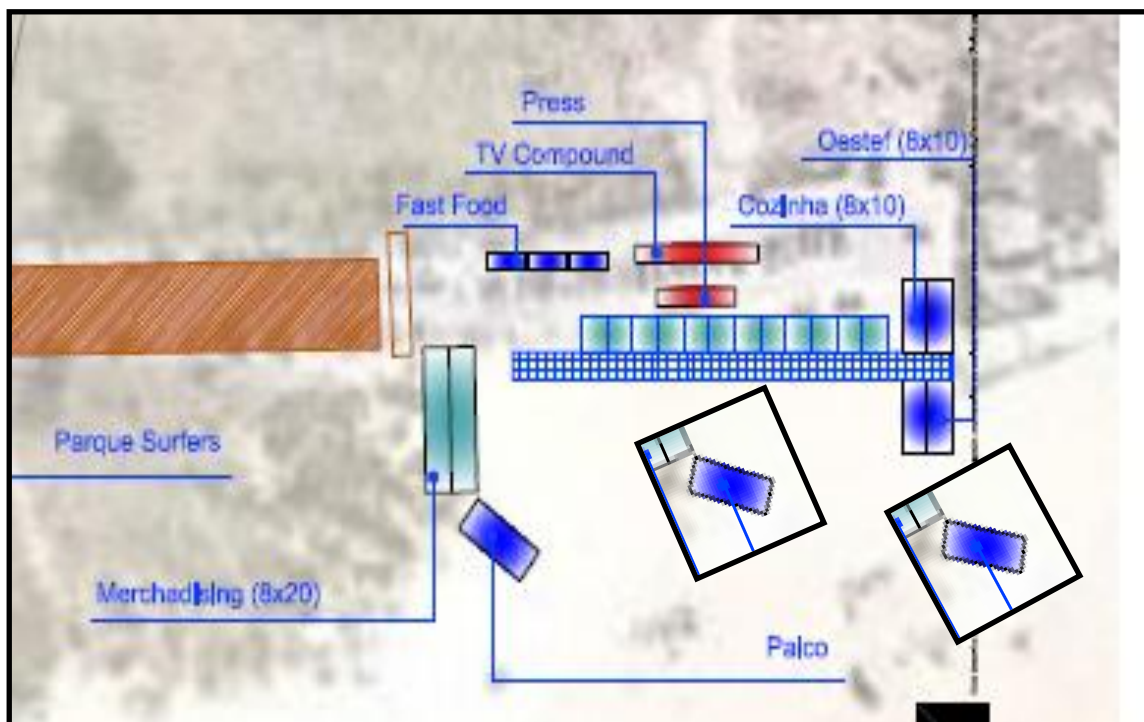 Press
Oestef (8x10)
TV Compound
Fast Food
Cozinha (8x10)
Parque Surfers
Merchadising (8x20)
Palco